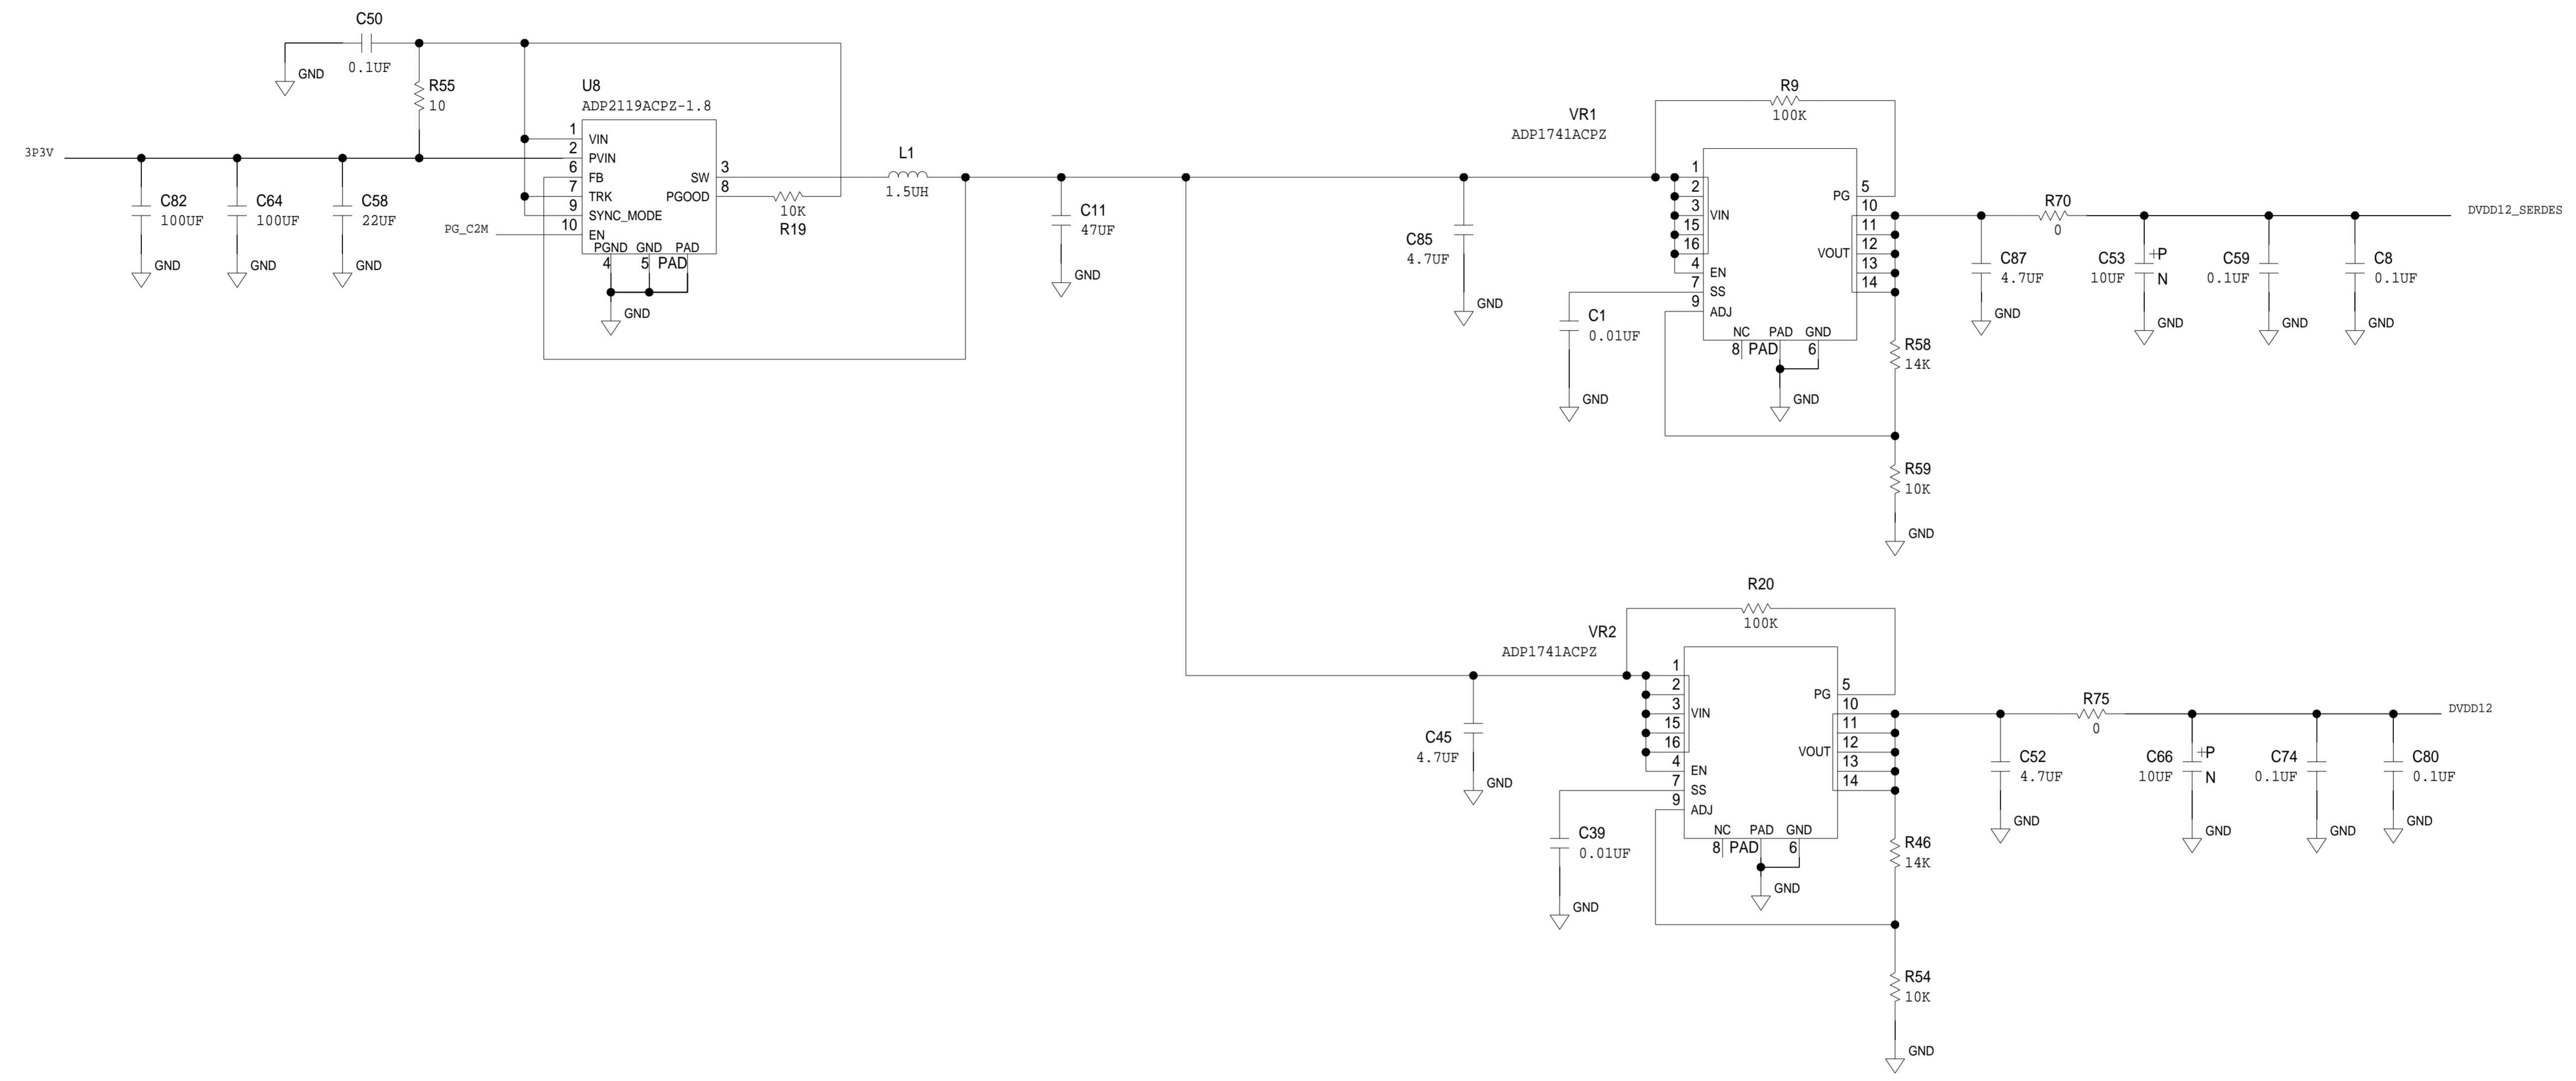 C50
0.1UF
GND
R55
10
3P3V
C82
100UF
GND
C64
100UF
GND
C58
22UF
GND
PG_C2M
U8
ADP2119ACPZ-1.8
1
VIN
2
PVIN
6
FB
7
TRK
9
SYNC_MODE
10
EN
SW
3
PGOOD
8
PGND GND PAD
4 5 PAD
GND
10K
R19
L1
1.5UH
C11
47UF
GND
C85
4.7UF
GND
VR1
ADP1741ACPZ
R9
100K
1
2
3
VIN
15
16
4
EN
7
SS
9
ADJ
PG
5
10
11
12
VOUT
13
14
NC PAD GND
8 PAD 6
GND
C1
0.01UF
GND
R58
14K
R59
10K
GND
C87
4.7UF
GND
R70
0
C53
10UF
+P
N
GND
C59
0.1UF
GND
C8
0.1UF
GND
DVDD12_SERDES
C45
4.7UF
GND
VR2
ADP1741ACPZ
R20
100K
1
2
3
VIN
15
16
4
EN
7
SS
9
ADJ
PG
5
10
11
12
VOUT
13
14
NC PAD GND
8 PAD 6
GND
C39
0.01UF
GND
R46
14K
R54
10K
GND
C52
4.7UF
GND
R75
0
C66
10UF
+P
N
GND
C74
0.1UF
GND
C80
0.1UF
GND
DVDD12